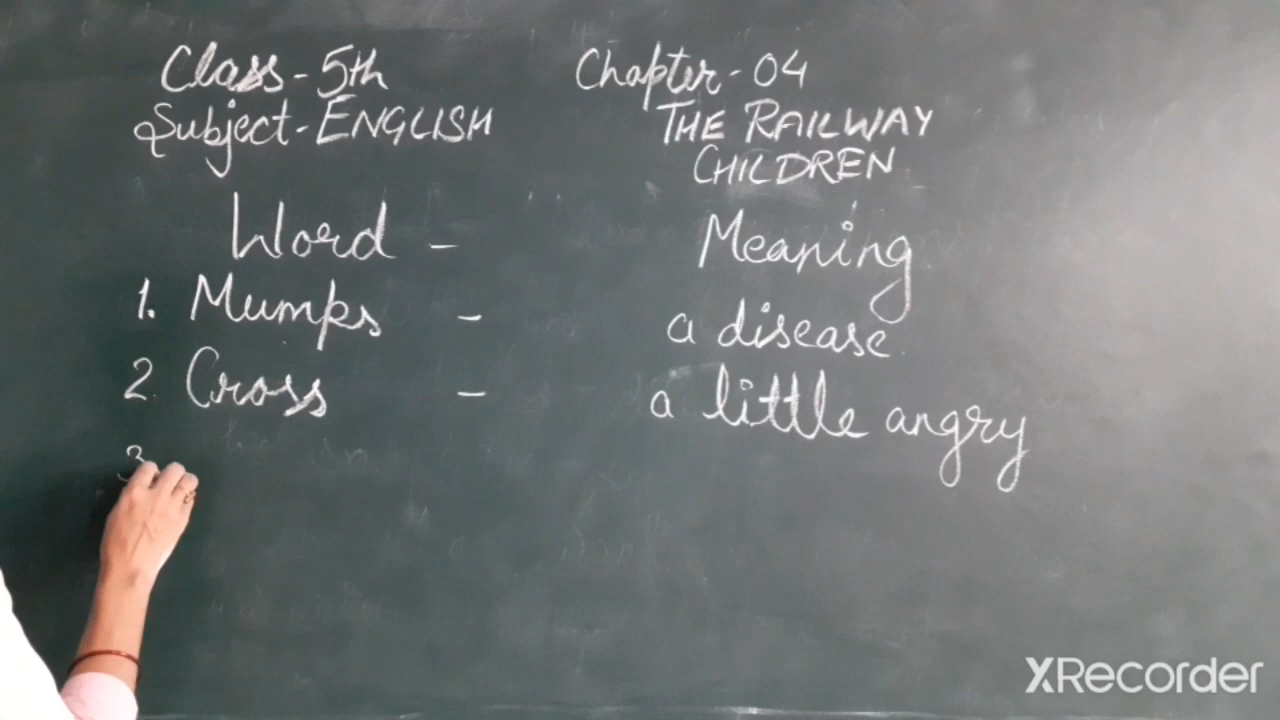 Class - 5th
Subject - ENGLISH
Chapter - 04
THE RAILWAY
CHILDREN
Word - Meaning
1. Mumps - a disease
2. Cross - a little angry
3
XRecorder